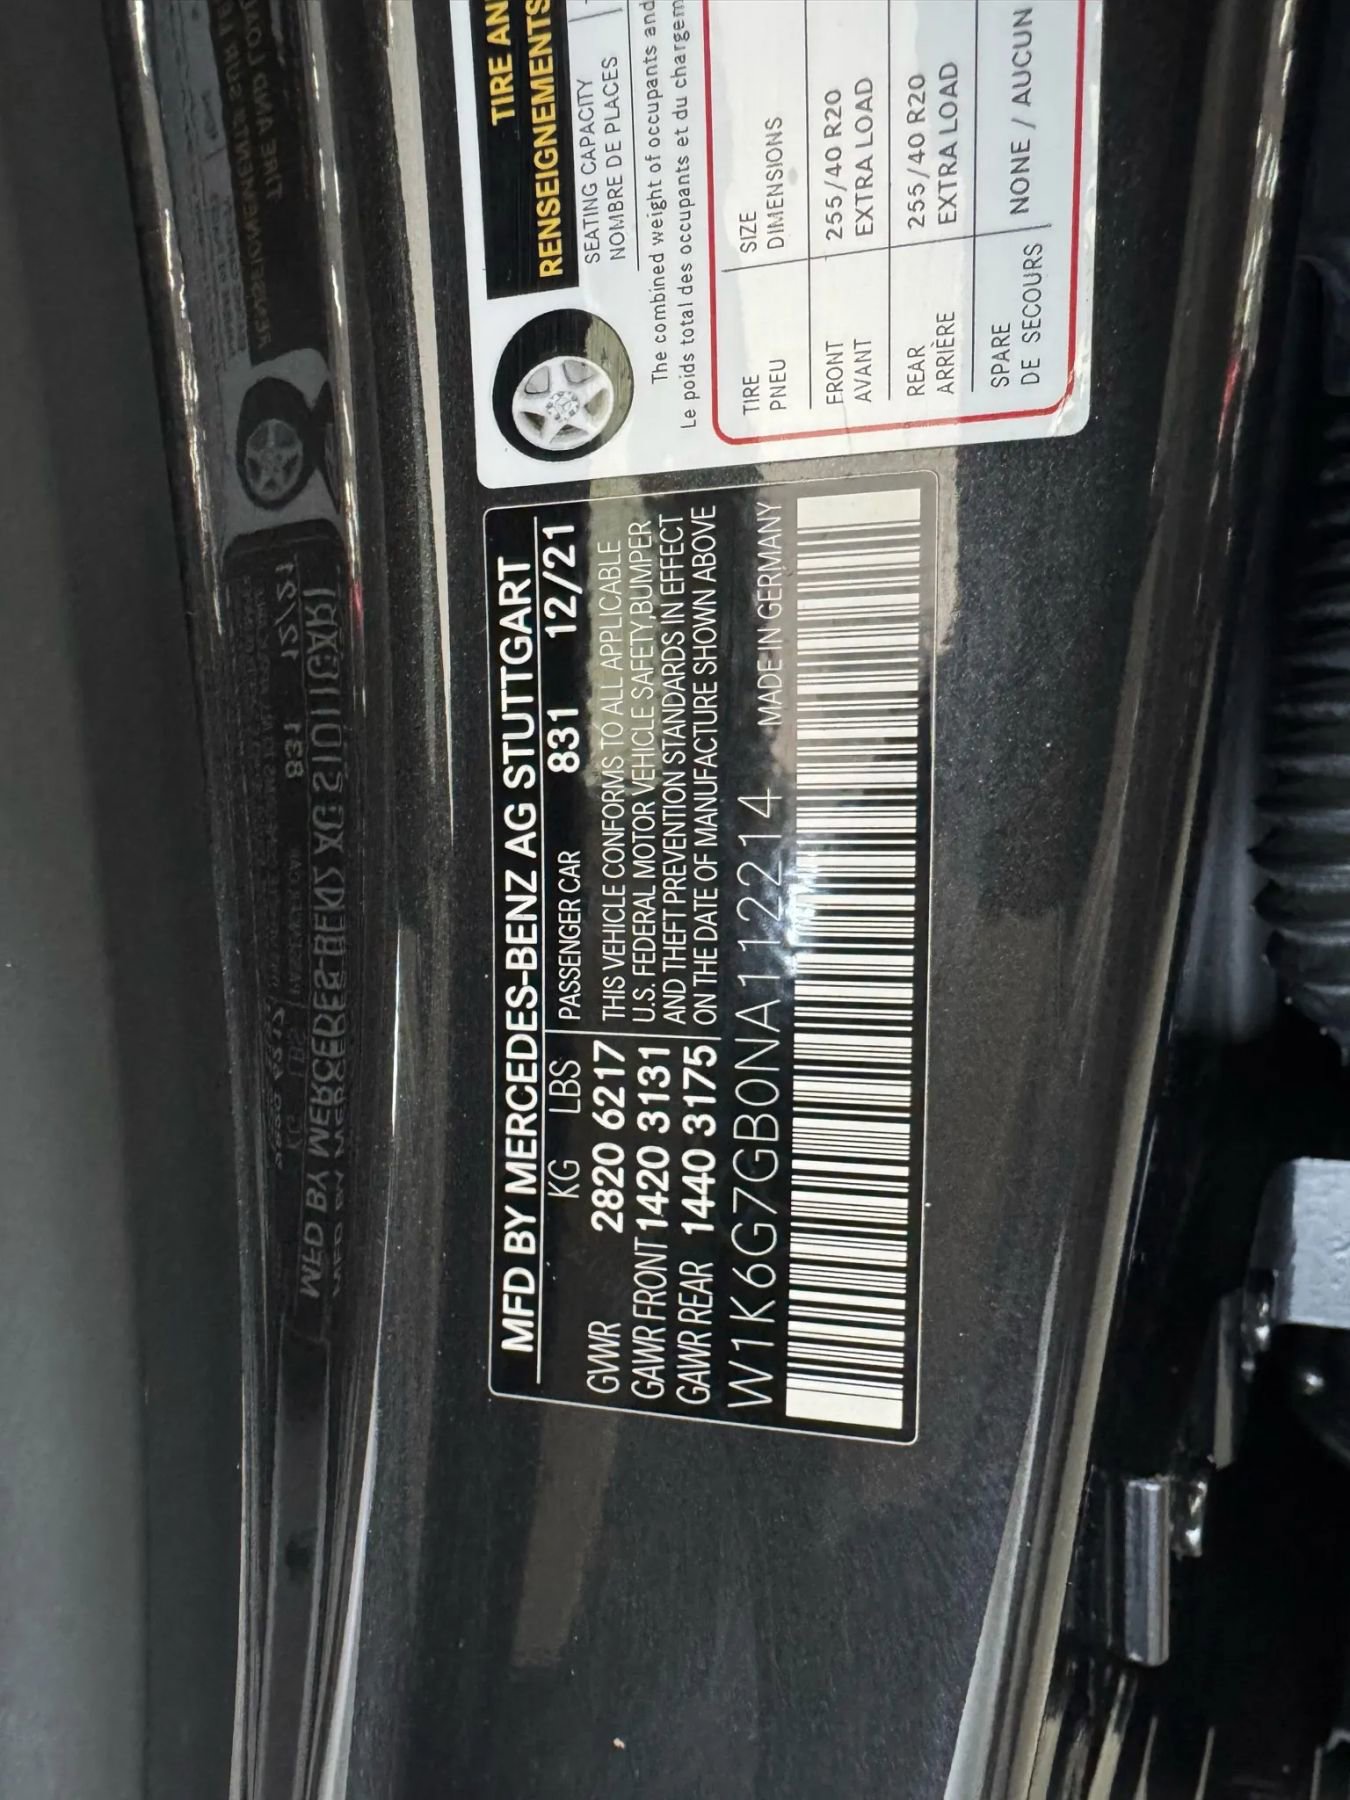 MFD BY MERCEDES-BENZ AG STUTTGART
KG LBS PASSENGER CAR 831 12/21
GVWR 2820 6217
GAWR FRONT 1420 3131
GAWR REAR 1440 3175
THIS VEHICLE CONFORMS TO ALL APPLICABLE
U.S. FEDERAL MOTOR VEHICLE SAFETY,BUMPER
AND THEFT PREVENTION STANDARDS IN EFFECT
ON THE DATE OF MANUFACTURE SHOWN ABOVE
W1K6G7GB0NA112214 MADE IN GERMANY
TIRE
RENSEIGNEMENTS
SEATING CAPACITY
NOMBRE DE PLACES
The combined weight of occupants and
Le poids total des occupants et du
TIRE SIZE
PNEU DIMENSIONS
FRONT 255/40 R20
AVANT EXTRA LOAD
REAR 255/40 R20
ARRIÈRE EXTRA LOAD
SPARE NONE / AUCUN
DE SECOURS